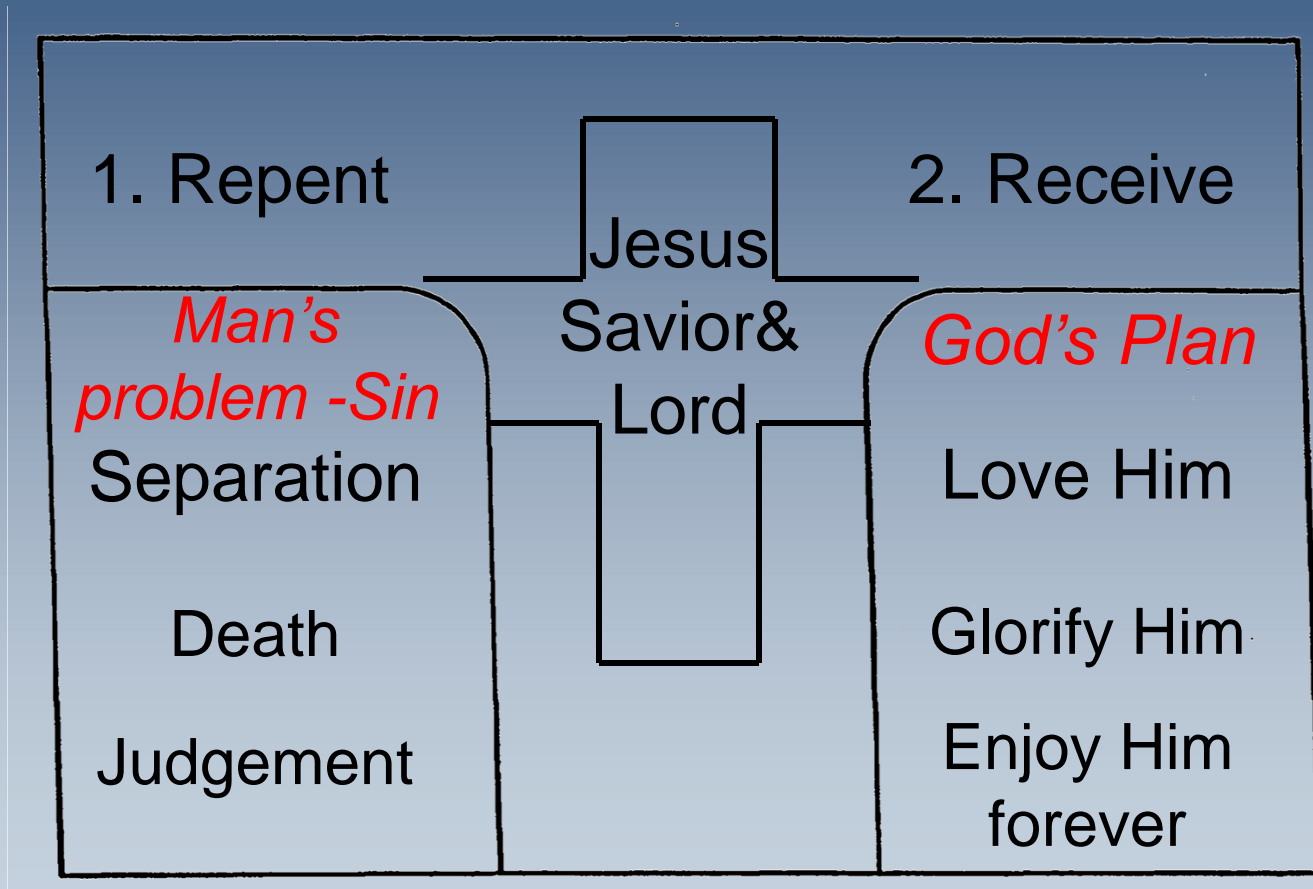 1. Repent
2. Receive
Jesus
Savior&
Lord
Man’s
problem -Sin
Separation
Death
Judgement
God’s Plan
Love Him
Glorify Him
Enjoy Him
forever